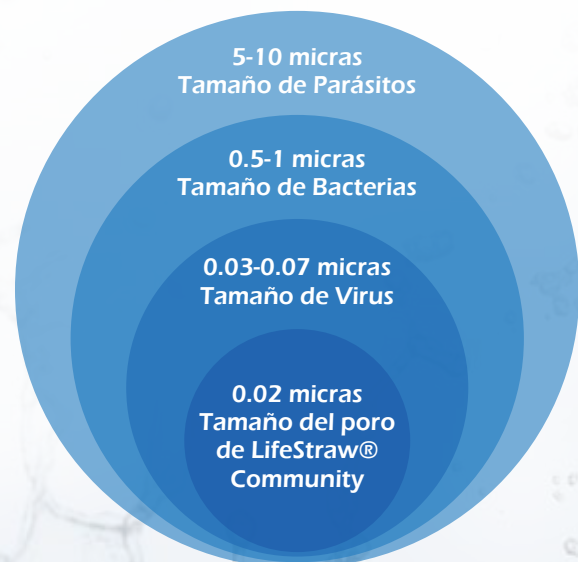 5-10 micras
Tamaño de Parásitos
0.5-1 micras
Tamaño de Bacterias
0.03-0.07 micras
Tamaño de Virus
0.02 micras
Tamaño del poro
de LifeStraw®
Community